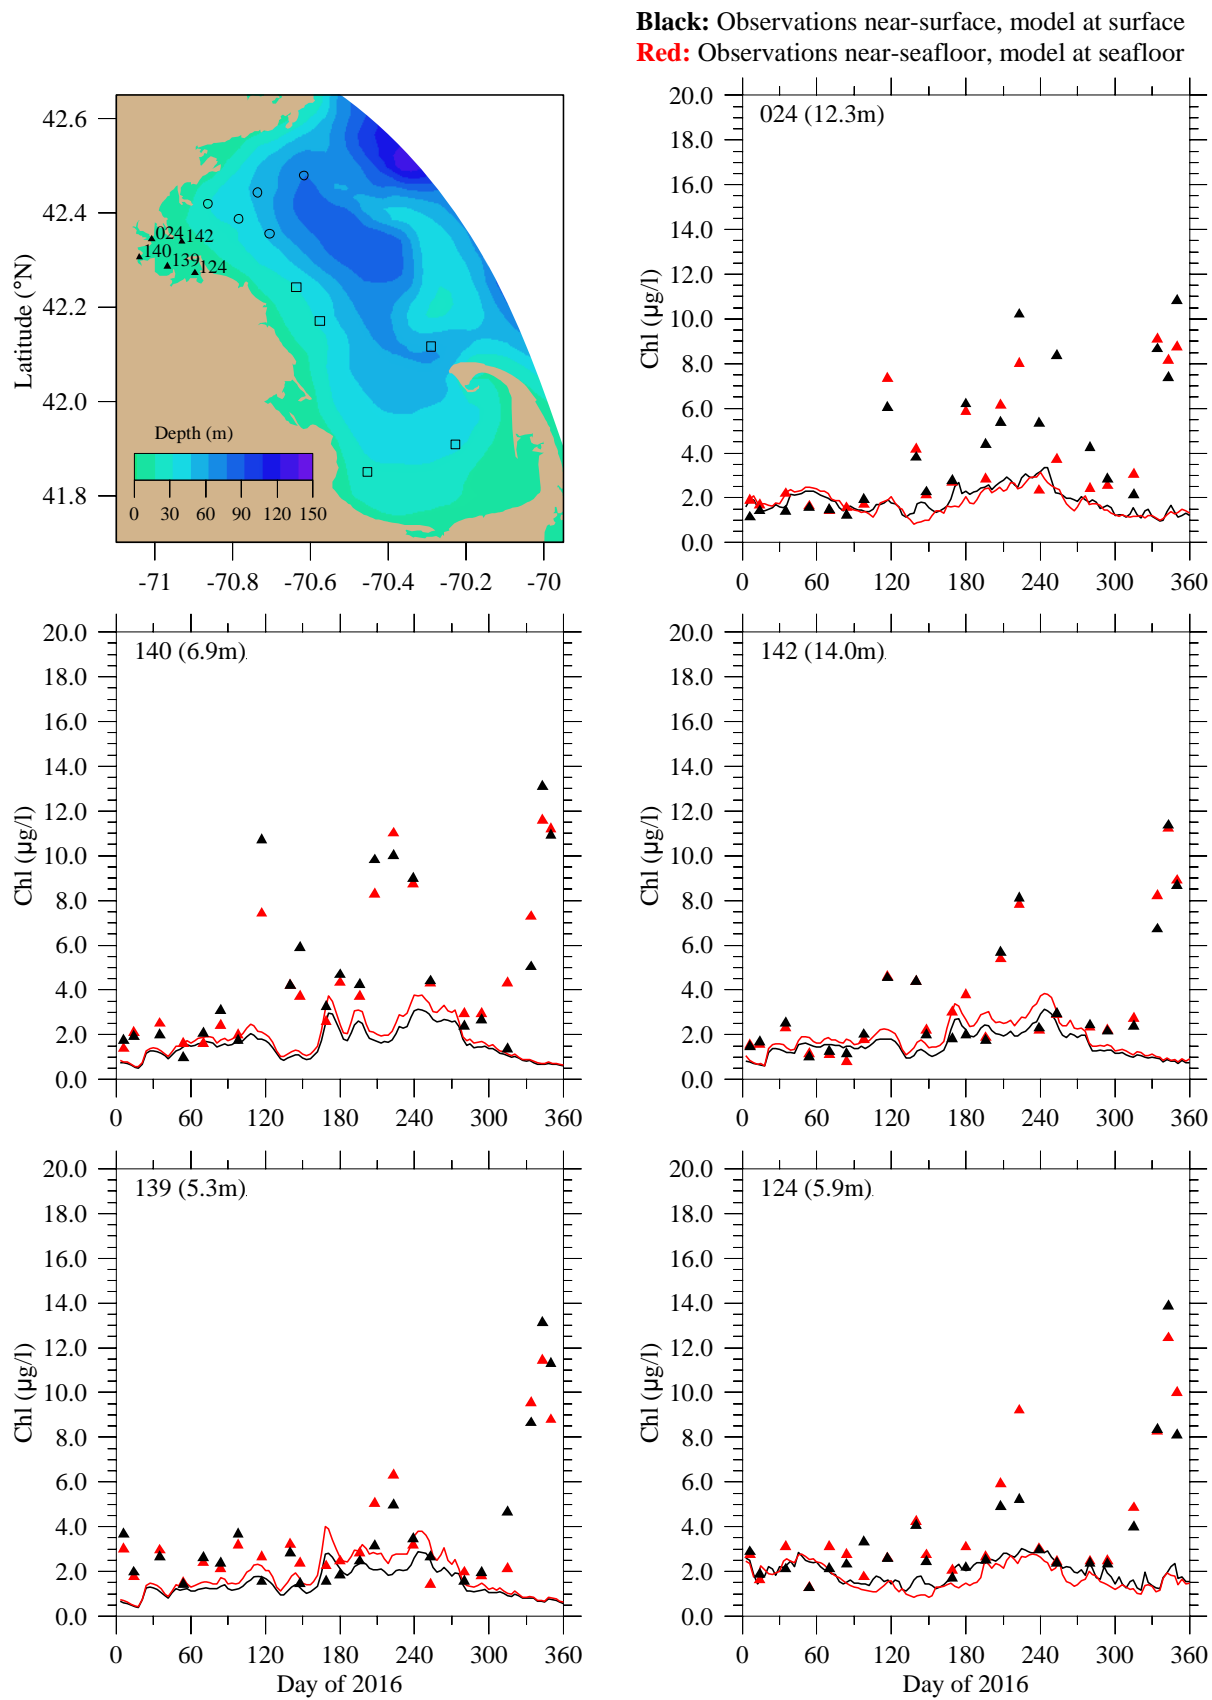 Black: Observations near-surface, model at surface
Red: Observations near-seafloor, model at seafloor
42.6
42.4
42.2
42.0
41.8
Latitude (°N)
024
142
140
139
124
Depth (m)
0 30 60 90 120 150
-71 -70.8 -70.6 -70.4 -70.2 -70
024 (12.3m)
20.0
18.0
16.0
14.0
12.0
10.0
8.0
6.0
4.0
2.0
0.0
Chl (µg/l)
0 60 120 180 240 300 360
140 (6.9m)
20.0
18.0
16.0
14.0
12.0
10.0
8.0
6.0
4.0
2.0
0.0
Chl (µg/l)
0 60 120 180 240 300 360
142 (14.0m)
20.0
18.0
16.0
14.0
12.0
10.0
8.0
6.0
4.0
2.0
0.0
Chl (µg/l)
0 60 120 180 240 300 360
139 (5.3m)
20.0
18.0
16.0
14.0
12.0
10.0
8.0
6.0
4.0
2.0
0.0
Chl (µg/l)
0 60 120 180 240 300 360
Day of 2016
124 (5.9m)
20.0
18.0
16.0
14.0
12.0
10.0
8.0
6.0
4.0
2.0
0.0
Chl (µg/l)
0 60 120 180 240 300 360
Day of 2016